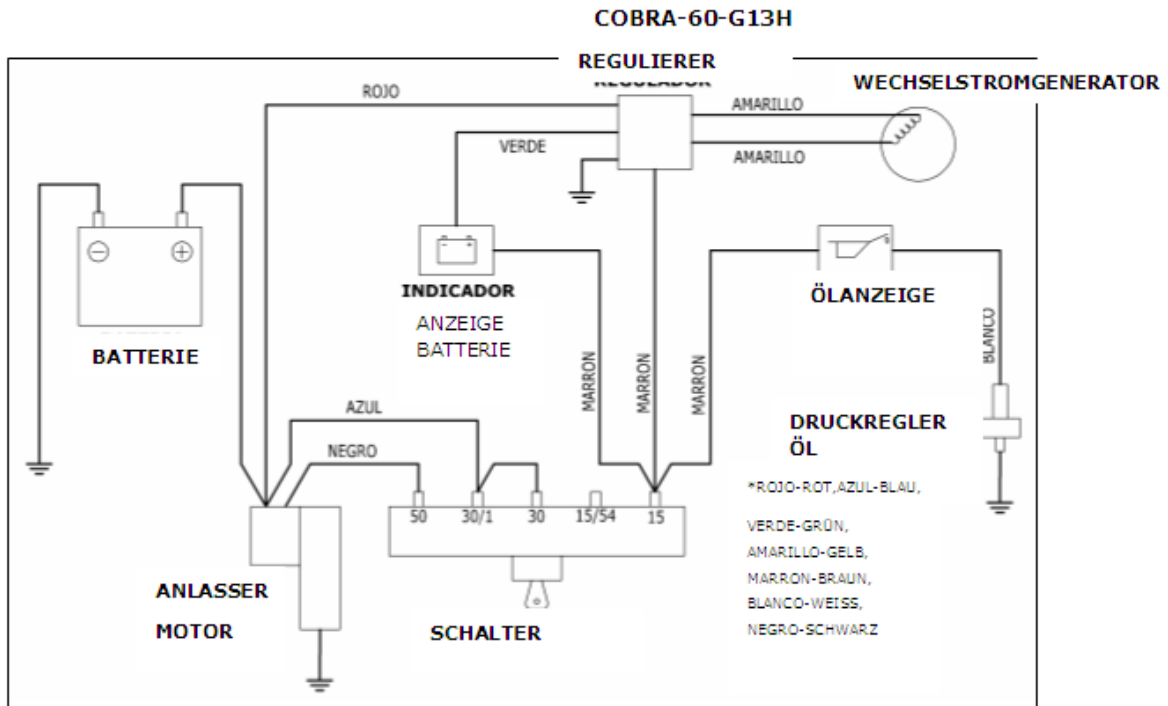 COBRA-60-G13H
REGULIERER
REGULADOR
WECHSELSTROMGENERATOR
ROJO
AMARILLO
VERDE
AMARILLO
INDICADOR
ANZEIGE
BATTERIE
ÖLANZEIGE
BATTERIE
MARRON
MARRON
MARRON
BLANCO
AZUL
NEGRO
DRUCKREGLER
ÖL
*ROJO-ROT,AZUL-BLAU,
VERDE-GRÜN,
AMARILLO-GELB,
MARRON-BRAUN,
BLANCO-WEISS,
NEGRO-SCHWARZ
50
30/1
30
15/54
15
ANLASSER
MOTOR
SCHALTER